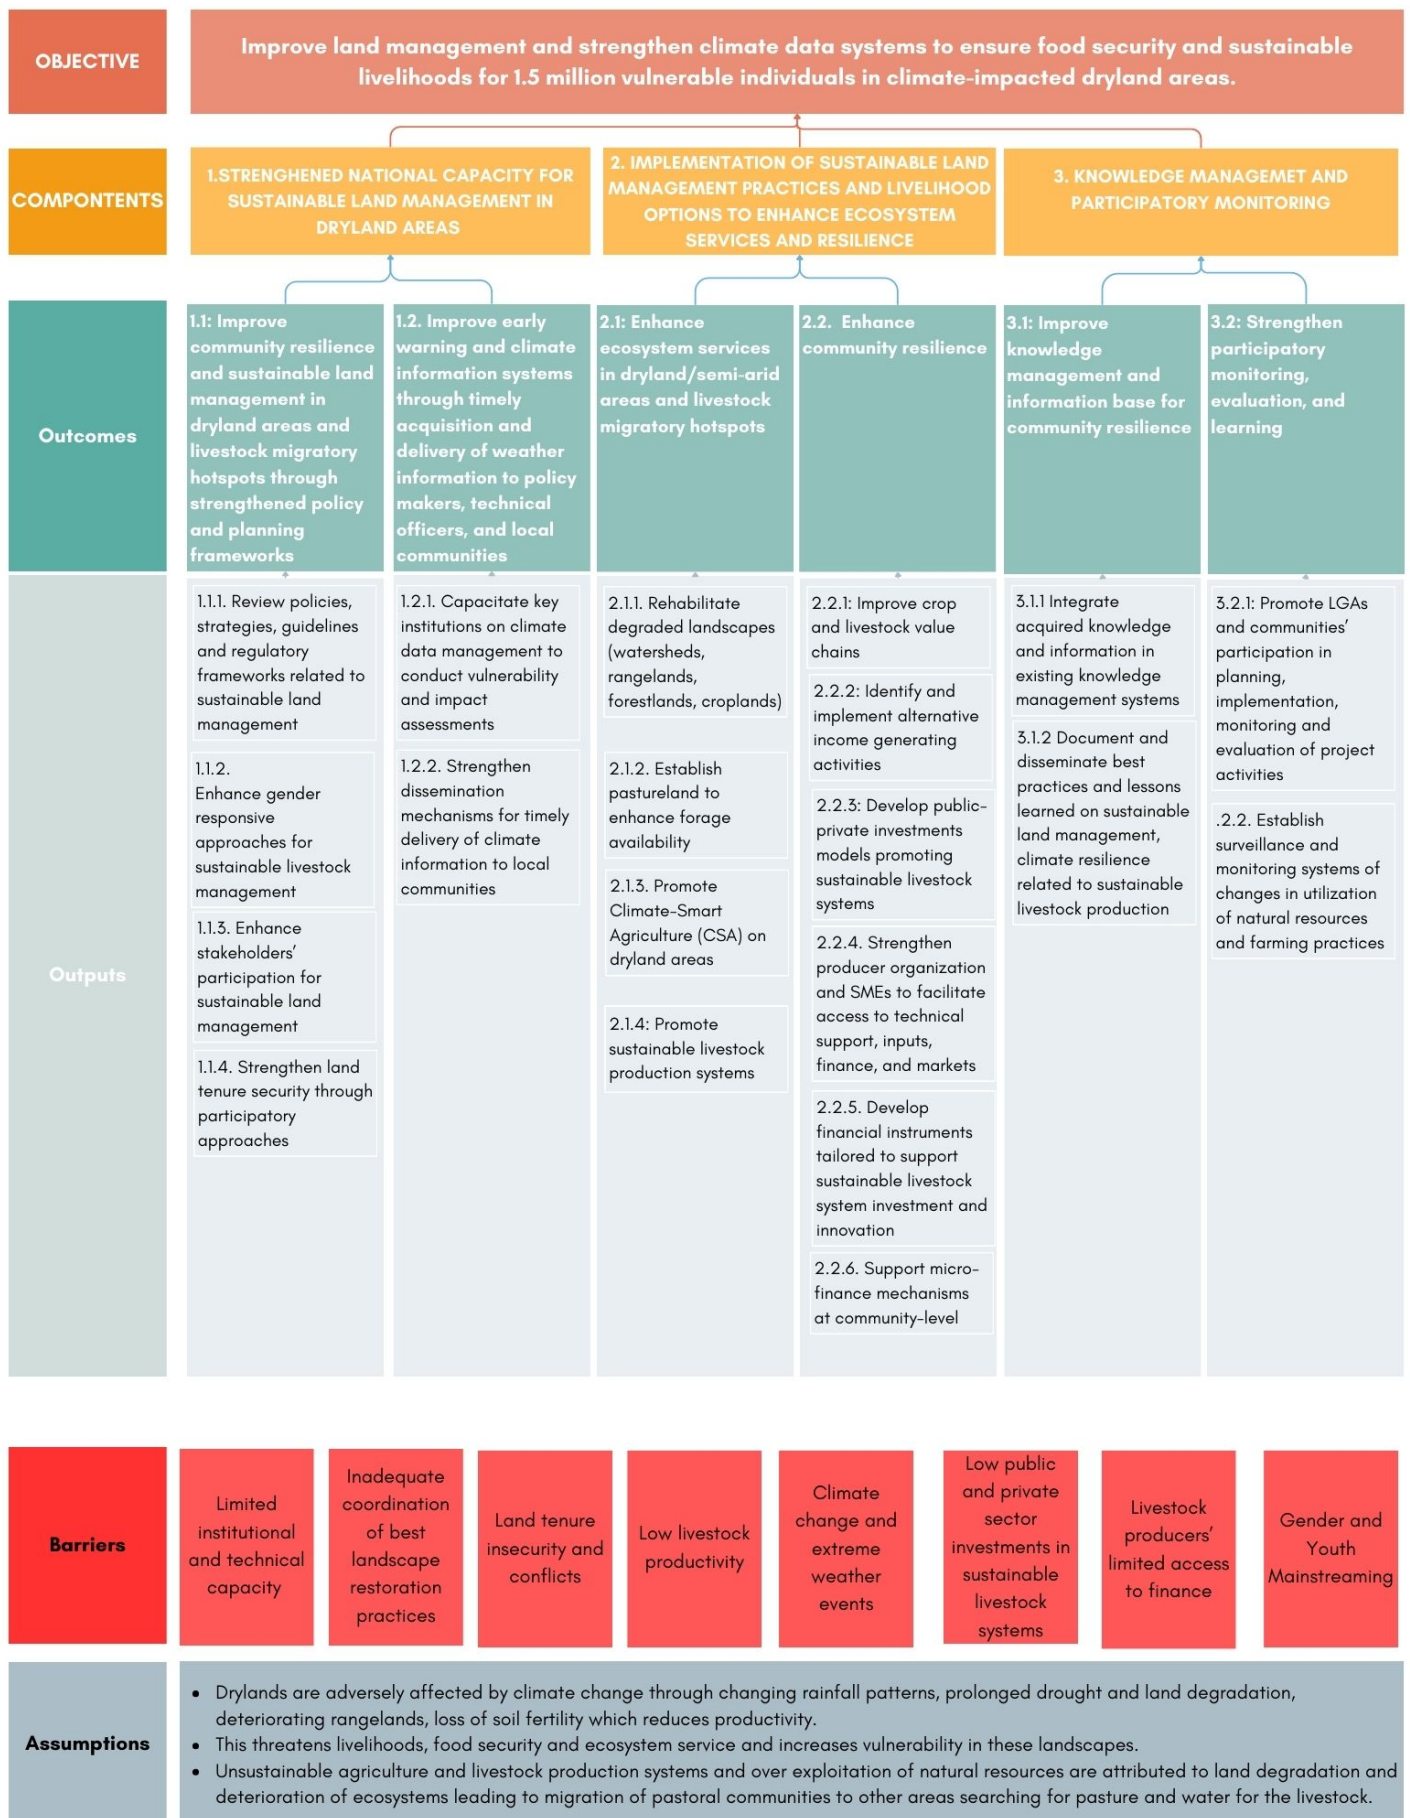 OBJECTIVE
Improve land management and strengthen climate data systems to ensure food security and sustainable
livelihoods for 1.5 million vulnerable individuals in climate-impacted dryland areas.
COMPONTENTS
1.STRENGHENED NATIONAL CAPACITY FOR
SUSTAINABLE LAND MANAGEMENT IN
DRYLAND AREAS
2. IMPLEMENTATION OF SUSTAINABLE LAND
MANAGEMENT PRACTICES AND LIVELIHOOD
OPTIONS TO ENHANCE ECOSYSTEM
SERVICES AND RESILIENCE
3. KNOWLEDGE MANAGEMET AND
PARTICIPATORY MONITORING
Outcomes
1.1: Improve
community resilience
and sustainable land
management in
dryland areas and
livestock migratory
hotspots through
strengthened policy
and planning
frameworks
1.2. Improve early
warning and climate
information systems
through timely
acquisition and
delivery of weather
information to policy
makers, technical
officers, and local
communities
2.1: Enhance
ecosystem services
in dryland/semi-arid
areas and livestock
migratory hotspots
2.2. Enhance
community resilience
3.1: Improve
knowledge
management and
information base for
community resilience
3.2: Strengthen
participatory
monitoring,
evaluation, and
learning
Outputs
1.1.1. Review policies,
strategies, guidelines
and regulatory
frameworks related to
sustainable land
management
1.1.2.
Enhance gender
responsive
approaches for
sustainable livestock
management
1.1.3. Enhance
stakeholders'
participation for
sustainable land
management
1.1.4. Strengthen land
tenure security through
participatory
approaches
1.2.1. Capacitate key
institutions on climate
data management to
conduct vulnerability
and impact
assessments
1.2.2. Strengthen
dissemination
mechanisms for timely
delivery of climate
information to local
communities
2.1.1. Rehabilitate
degraded landscapes
(watersheds,
rangelands,
forestlands, croplands)
2.1.2. Establish
pastureland to
enhance forage
availability
2.1.3. Promote
Climate-Smart
Agriculture (CSA) on
dryland areas
2.1.4: Promote
sustainable livestock
production systems
2.2.1: Improve crop
and livestock value
chains
2.2.2: Identify and
implement alternative
income generating
activities
2.2.3: Develop public-
private investments
models promoting
sustainable livestock
systems
2.2.4. Strengthen
producer organization
and SMEs to facilitate
access to technical
support, inputs,
finance, and markets
2.2.5. Develop
financial instruments
tailored to support
sustainable livestock
system investment and
innovation
2.2.6. Support micro-
finance mechanisms
at community-level
3.1.1 Integrate
acquired knowledge
and information in
existing knowledge
management systems
3.1.2 Document and
disseminate best
practices and lessons
learned on sustainable
land management,
climate resilience
related to sustainable
livestock production
3.2.1: Promote LGAs
and communities'
participation in
planning,
implementation,
monitoring and
evaluation of project
activities
.2.2. Establish
surveillance and
monitoring systems of
changes in utilization
of natural resources
and farming practices
Barriers
Limited
institutional
and technical
capacity
Inadequate
coordination
of best
landscape
restoration
practices
Land tenure
insecurity and
conflicts
Low livestock
productivity
Climate
change and
extreme
weather
events
Low public
and private
sector
investments in
sustainable
livestock
systems
Livestock
producers'
limited access
to finance
Gender and
Youth
Mainstreaming
Assumptions
• Drylands are adversely affected by climate change through changing rainfall patterns, prolonged drought and land degradation,
deteriorating rangelands, loss of soil fertility which reduces productivity.
• This threatens livelihoods, food security and ecosystem service and increases vulnerability in these landscapes.
• Unsustainable agriculture and livestock production systems and over exploitation of natural resources are attributed to land degradation and
deterioration of ecosystems leading to migration of pastoral communities to other areas searching for pasture and water for the livestock.